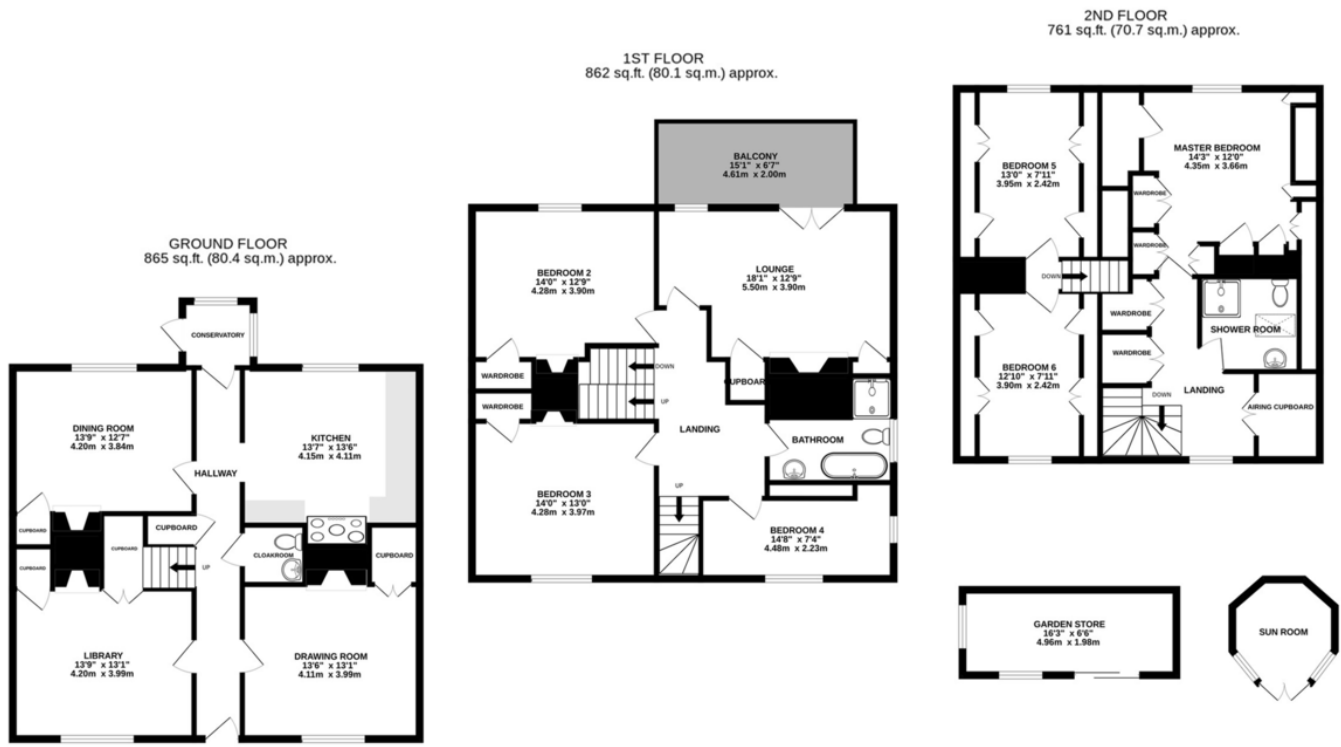 GROUND FLOOR
865 sq.ft. (80.4 sq.m.) approx.
CONSERVATORY
DINING ROOM
13'9" x 12'7"
4.20m x 3.84m
KITCHEN
13'7" x 13'6"
4.15m x 4.11m
HALLWAY
CUPBOARD
CUPBOARD
CUPBOARD
CUPBOARD
CLOAKROOM
CUPBOARD
UP
LIBRARY
13'9" x 13'1"
4.20m x 3.99m
DRAWING ROOM
13'6" x 13'1"
4.11m x 3.99m
1ST FLOOR
862 sq.ft. (80.1 sq.m.) approx.
BALCONY
15'1" x 6'7"
4.61m x 2.00m
BEDROOM 2
14'0" x 12'9"
4.28m x 3.90m
LOUNGE
18'1" x 12'9"
5.50m x 3.90m
WARDROBE
DOWN
CUPBOARD
WARDROBE
UP
LANDING
BATHROOM
UP
BEDROOM 3
14'0" x 13'0"
4.28m x 3.97m
BEDROOM 4
14'8" x 7'4"
4.48m x 2.23m
2ND FLOOR
761 sq.ft. (70.7 sq.m.) approx.
BEDROOM 5
13'0" x 7'11"
3.95m x 2.42m
MASTER BEDROOM
14'3" x 12'0"
4.35m x 3.66m
WARDROBE
WARDROBE
DOWN
WARDROBE
SHOWER ROOM
WARDROBE
BEDROOM 6
12'10" x 7'11"
3.90m x 2.42m
LANDING
DOWN
AIRING CUPBOARD
GARDEN STORE
16'3" x 6'6"
4.96m x 1.98m
SUN ROOM